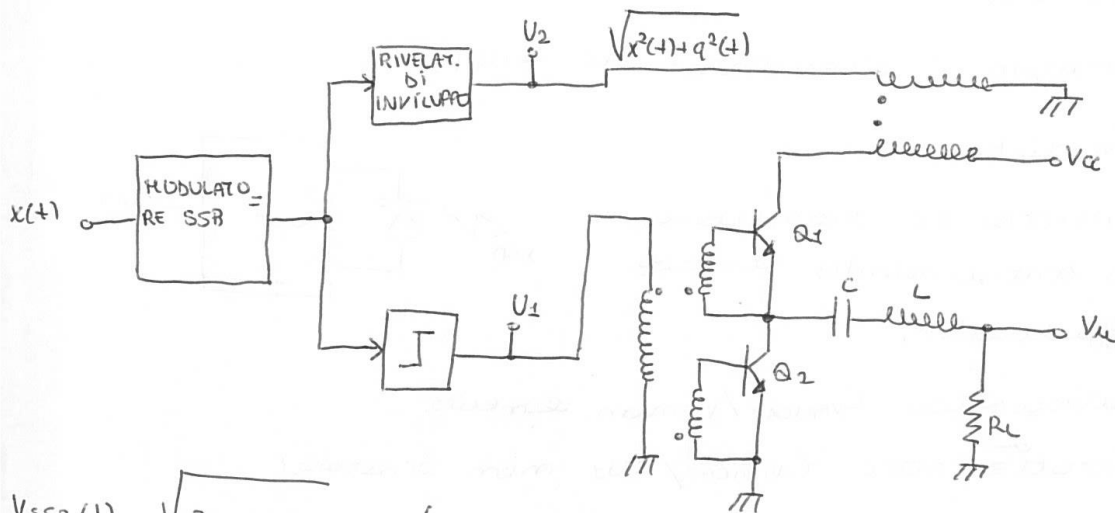 U2
√x²(t)+q²(t)
RIVELAT.
DI
INVILUPPO
Vcc
MODULATO=
RE SSB
x(t)
Q1
U1
C
L
Vu
Q2
RL
VSSB(t)